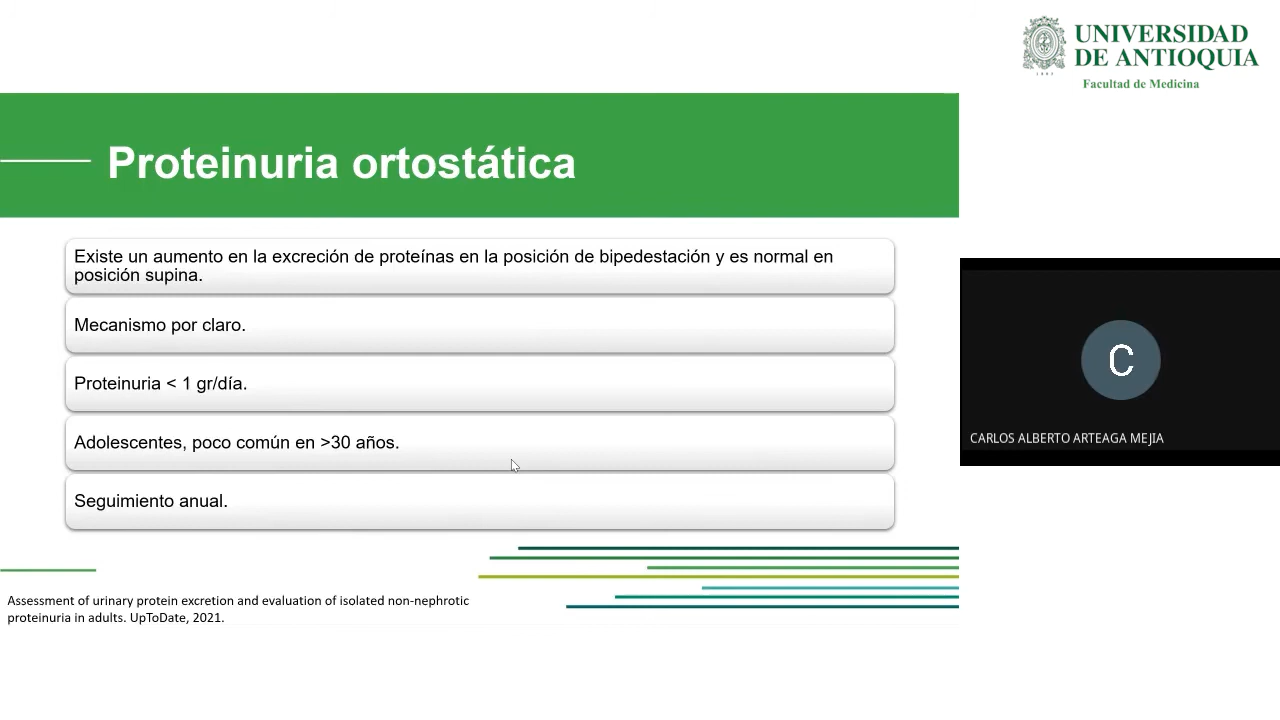 UNIVERSIDAD
DE ANTIOQUIA
1803
Facultad de Medicina
Proteinuria ortostática
Existe un aumento en la excreción de proteínas en la posición de bipedestación y es normal en
posición supina.
Mecanismo por claro.
Proteinuria < 1 gr/día.
Adolescentes, poco común en >30 años.
Seguimiento anual.
Assessment of urinary protein excretion and evaluation of isolated non-nephrotic
proteinuria in adults. UpToDate, 2021.
C
CARLOS ALBERTO ARTEAGA MEJIA